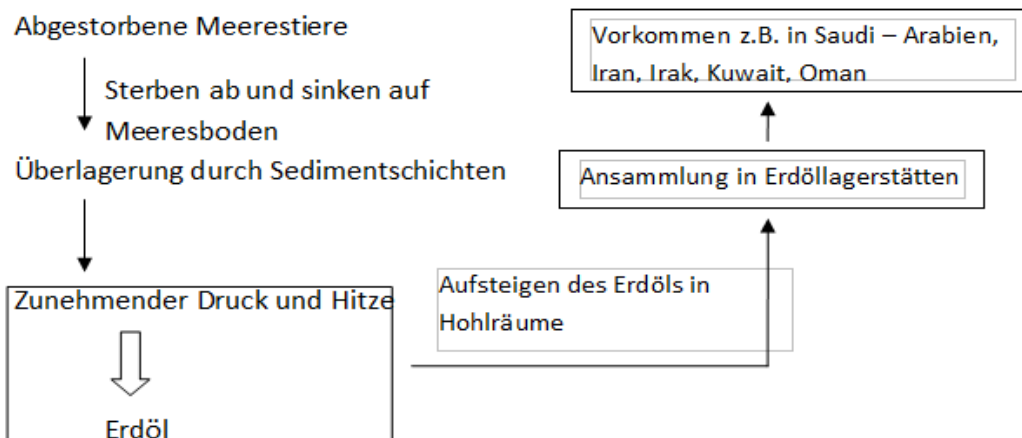 Abgestorbene Meerestiere
Sterben ab und sinken auf
Meeresboden
Überlagerung durch Sedimentschichten
Zunehmender Druck und Hitze
Erdöl
Aufsteigen des Erdöls in
Hohlräume
Ansammlung in Erdöllagerstätten
Vorkommen z.B. in Saudi – Arabien,
Iran, Irak, Kuwait, Oman